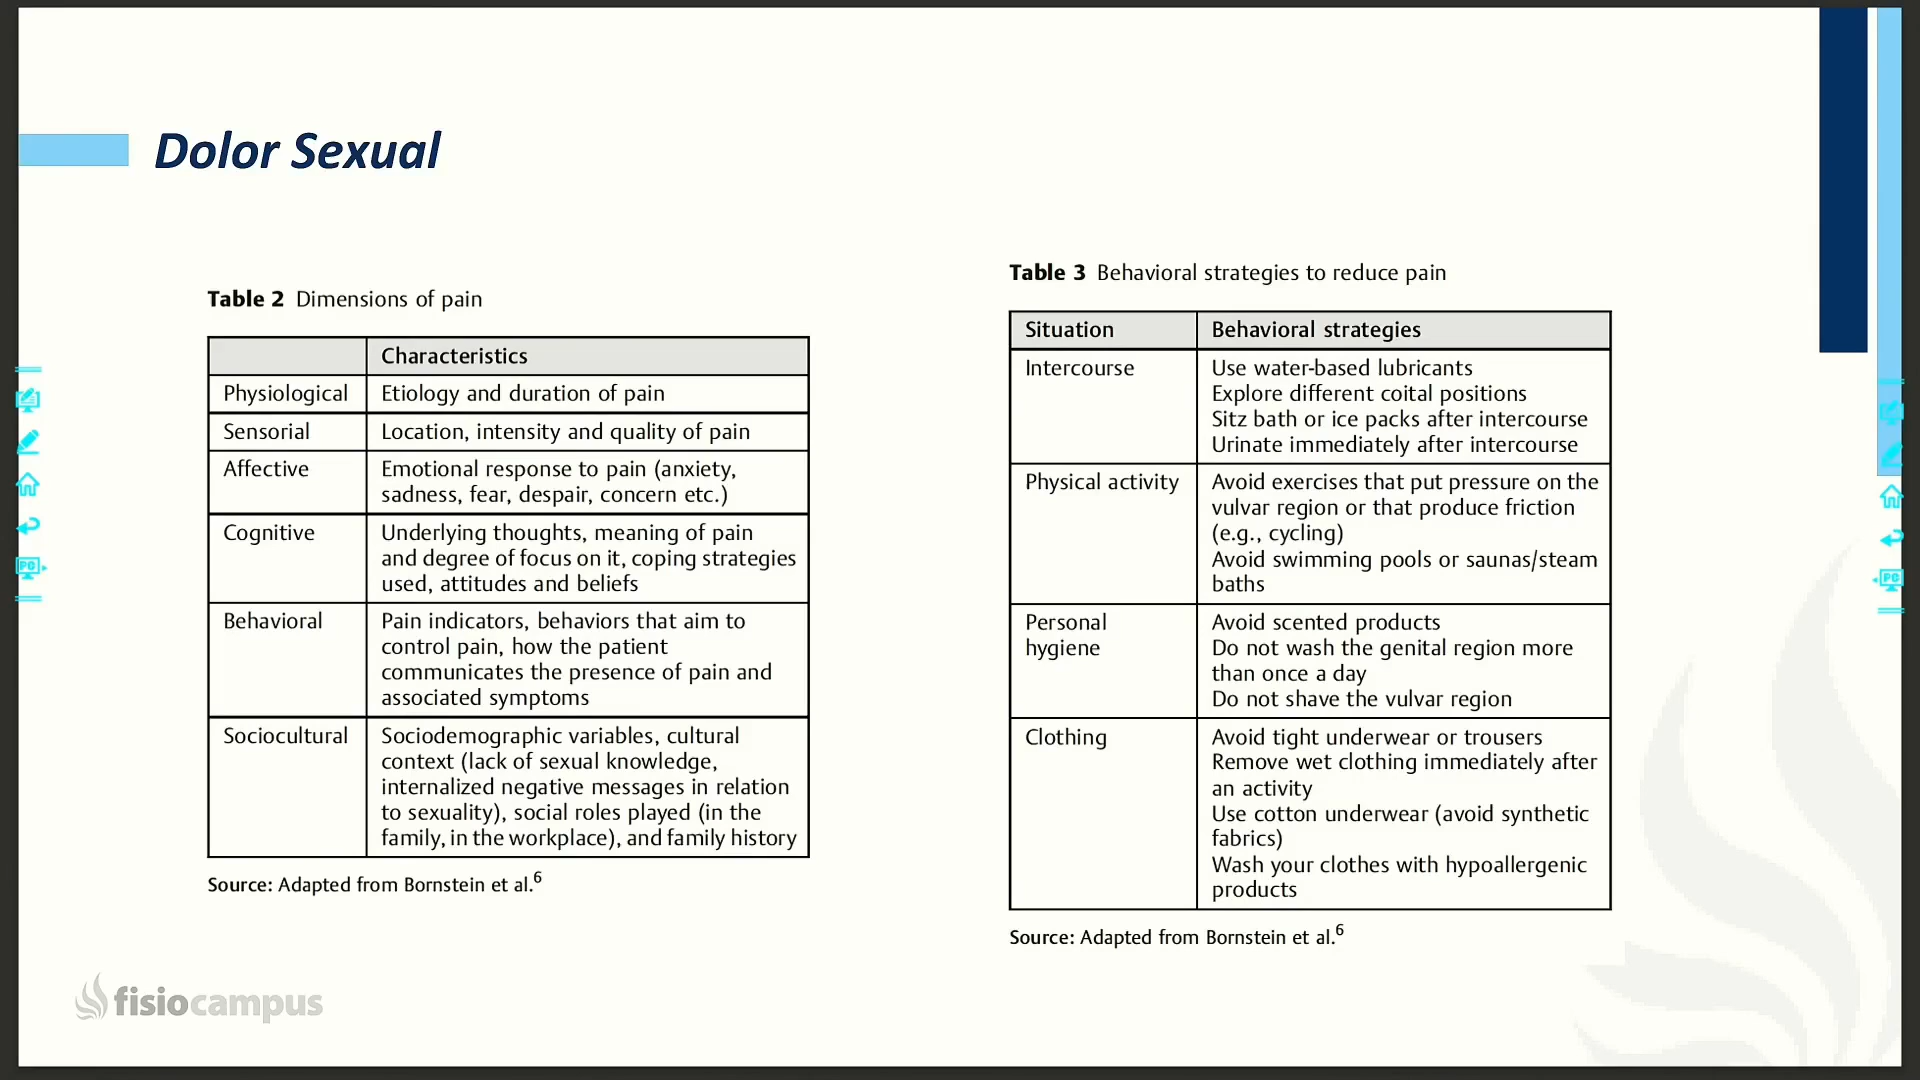 Dolor Sexual
Table 2 Dimensions of pain
Characteristics
Physiological Etiology and duration of pain
Sensorial Location, intensity and quality of pain
Affective Emotional response to pain (anxiety,
sadness, fear, despair, concern etc.)
Cognitive Underlying thoughts, meaning of pain
and degree of focus on it, coping strategies
used, attitudes and beliefs
Behavioral Pain indicators, behaviors that aim to
control pain, how the patient
communicates the presence of pain and
associated symptoms
Sociocultural Sociodemographic variables, cultural
context (lack of sexual knowledge,
internalized negative messages in relation
to sexuality), social roles played (in the
family, in the workplace), and family history
Source: Adapted from Bornstein et al.6
Table 3 Behavioral strategies to reduce pain
Situation Behavioral strategies
Intercourse Use water-based lubricants
Explore different coital positions
Sitz bath or ice packs after intercourse
Urinate immediately after intercourse
Physical activity Avoid exercises that put pressure on the
vulvar region or that produce friction
(e.g., cycling)
Avoid swimming pools or saunas/steam
baths
Personal Avoid scented products
hygiene Do not wash the genital region more
than once a day
Do not shave the vulvar region
Clothing Avoid tight underwear or trousers
Remove wet clothing immediately after
an activity
Use cotton underwear (avoid synthetic
fabrics)
Wash your clothes with hypoallergenic
products
Source: Adapted from Bornstein et al.6
fisiocampus
PC
PC